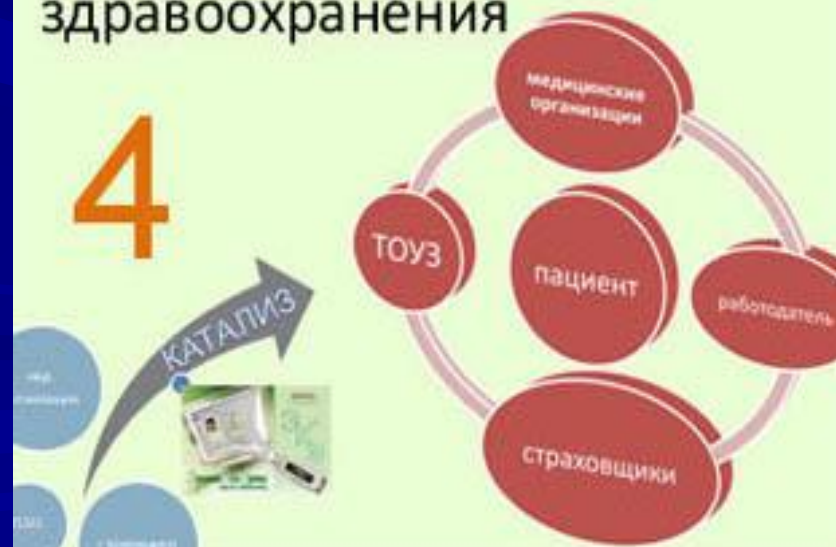 здравоохранения
4
медицинские
организации
ТОУЗ
пациент
работодатель
КАТАЛИЗ
страховщики